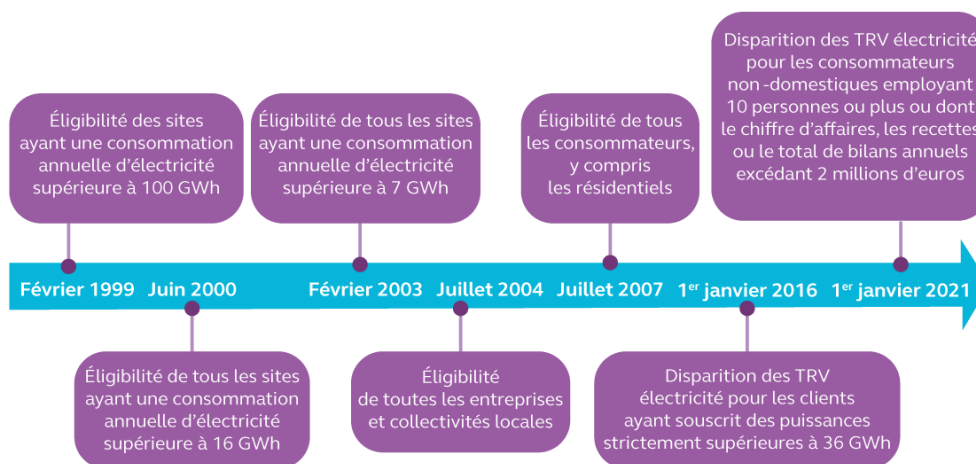 Éligibilité des sites
ayant une consommation
annuelle d’électricité
supérieure à 100 GWh
Éligibilité de tous les sites
ayant une consommation
annuelle d’électricité
supérieure à 7 GWh
Éligibilité de tous
les consommateurs,
y compris
les résidentiels
Disparition des TRV électricité
pour les consommateurs
non -domestiques employant
10 personnes ou plus ou dont
le chiffre d’affaires, les recettes
ou le total de bilans annuels
excédant 2 millions d’euros
Février 1999 Juin 2000 Février 2003 Juillet 2004 Juillet 2007 1er janvier 2016 1er janvier 2021
Éligibilité de tous les sites
ayant une consommation
annuelle d’électricité
supérieure à 16 GWh
Éligibilité
de toutes les entreprises
et collectivités locales
Disparition des TRV
électricité pour les clients
ayant souscrit des puissances
strictement supérieures à 36 GWh